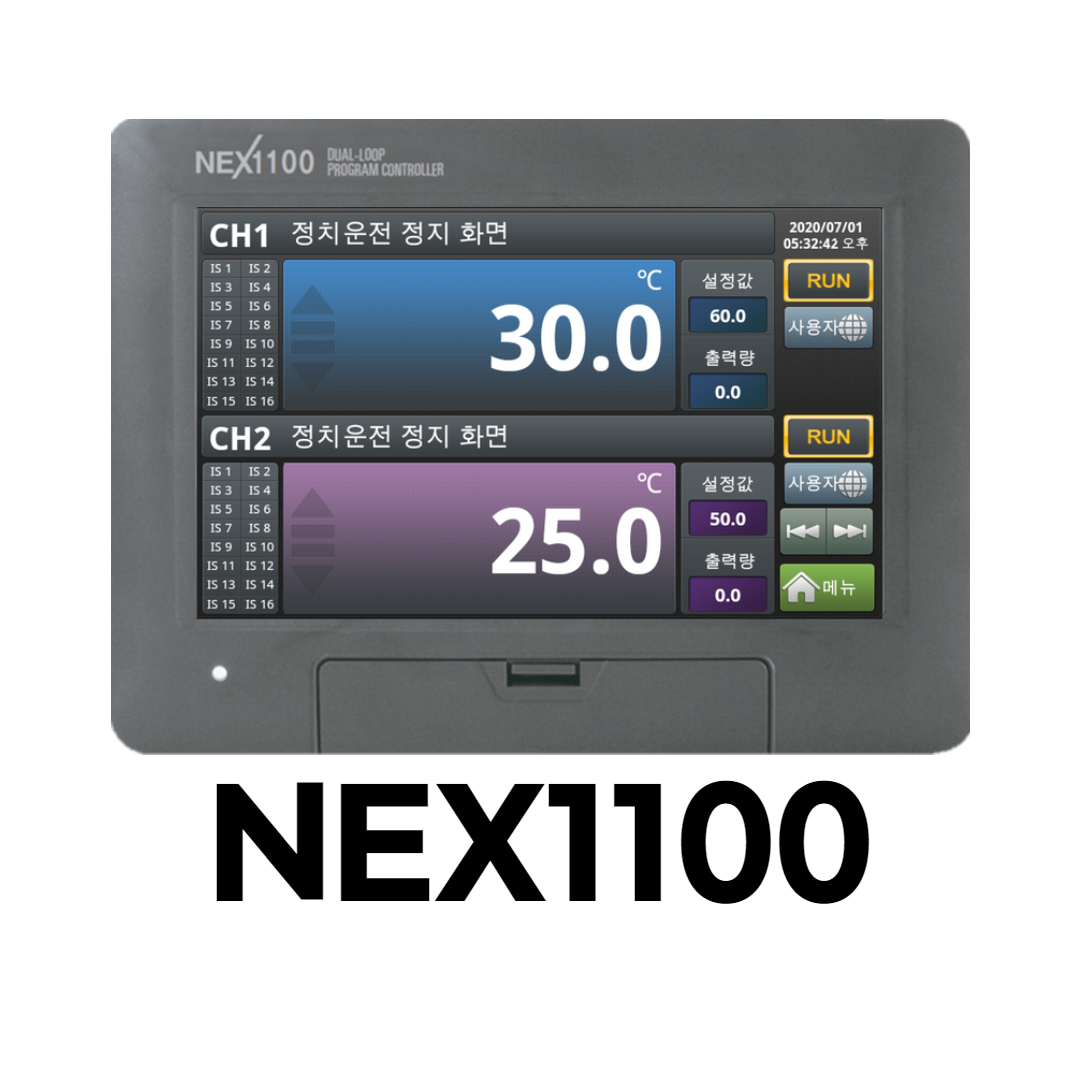 NEX1100 DUAL-LOOP
PROGRAM CONTROLLER
CH1 정치운전 정지 화면
2020/07/01
05:32:42 오후
IS 1 IS 2
IS 3 IS 4
IS 5 IS 6
IS 7 IS 8
IS 9 IS 10
IS 11 IS 12
IS 13 IS 14
IS 15 IS 16
℃
30.0
설정값
60.0
출력량
0.0
RUN
사용자
CH2 정치운전 정지 화면
IS 1 IS 2
IS 3 IS 4
IS 5 IS 6
IS 7 IS 8
IS 9 IS 10
IS 11 IS 12
IS 13 IS 14
IS 15 IS 16
℃
25.0
설정값
50.0
출력량
0.0
RUN
사용자
메뉴
NEX1100